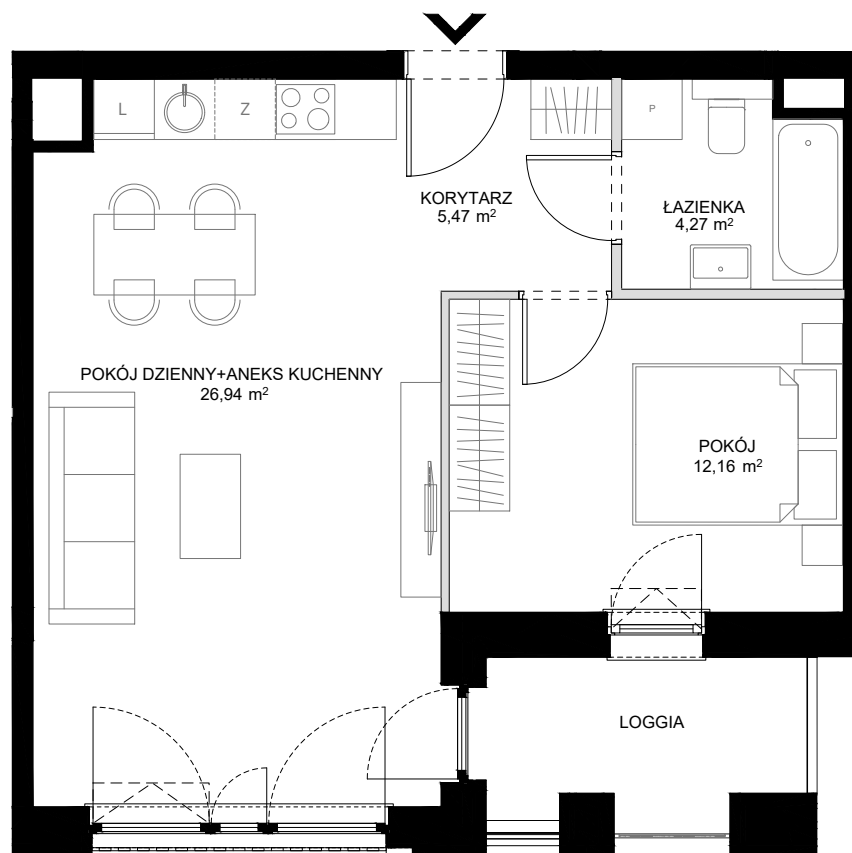 L
Z
P
KORYTARZ
5,47 m²
ŁAZIENKA
4,27 m²
POKÓJ DZIENNY+ANEKS KUCHENNY
26,94 m²
POKÓJ
12,16 m²
LOGGIA